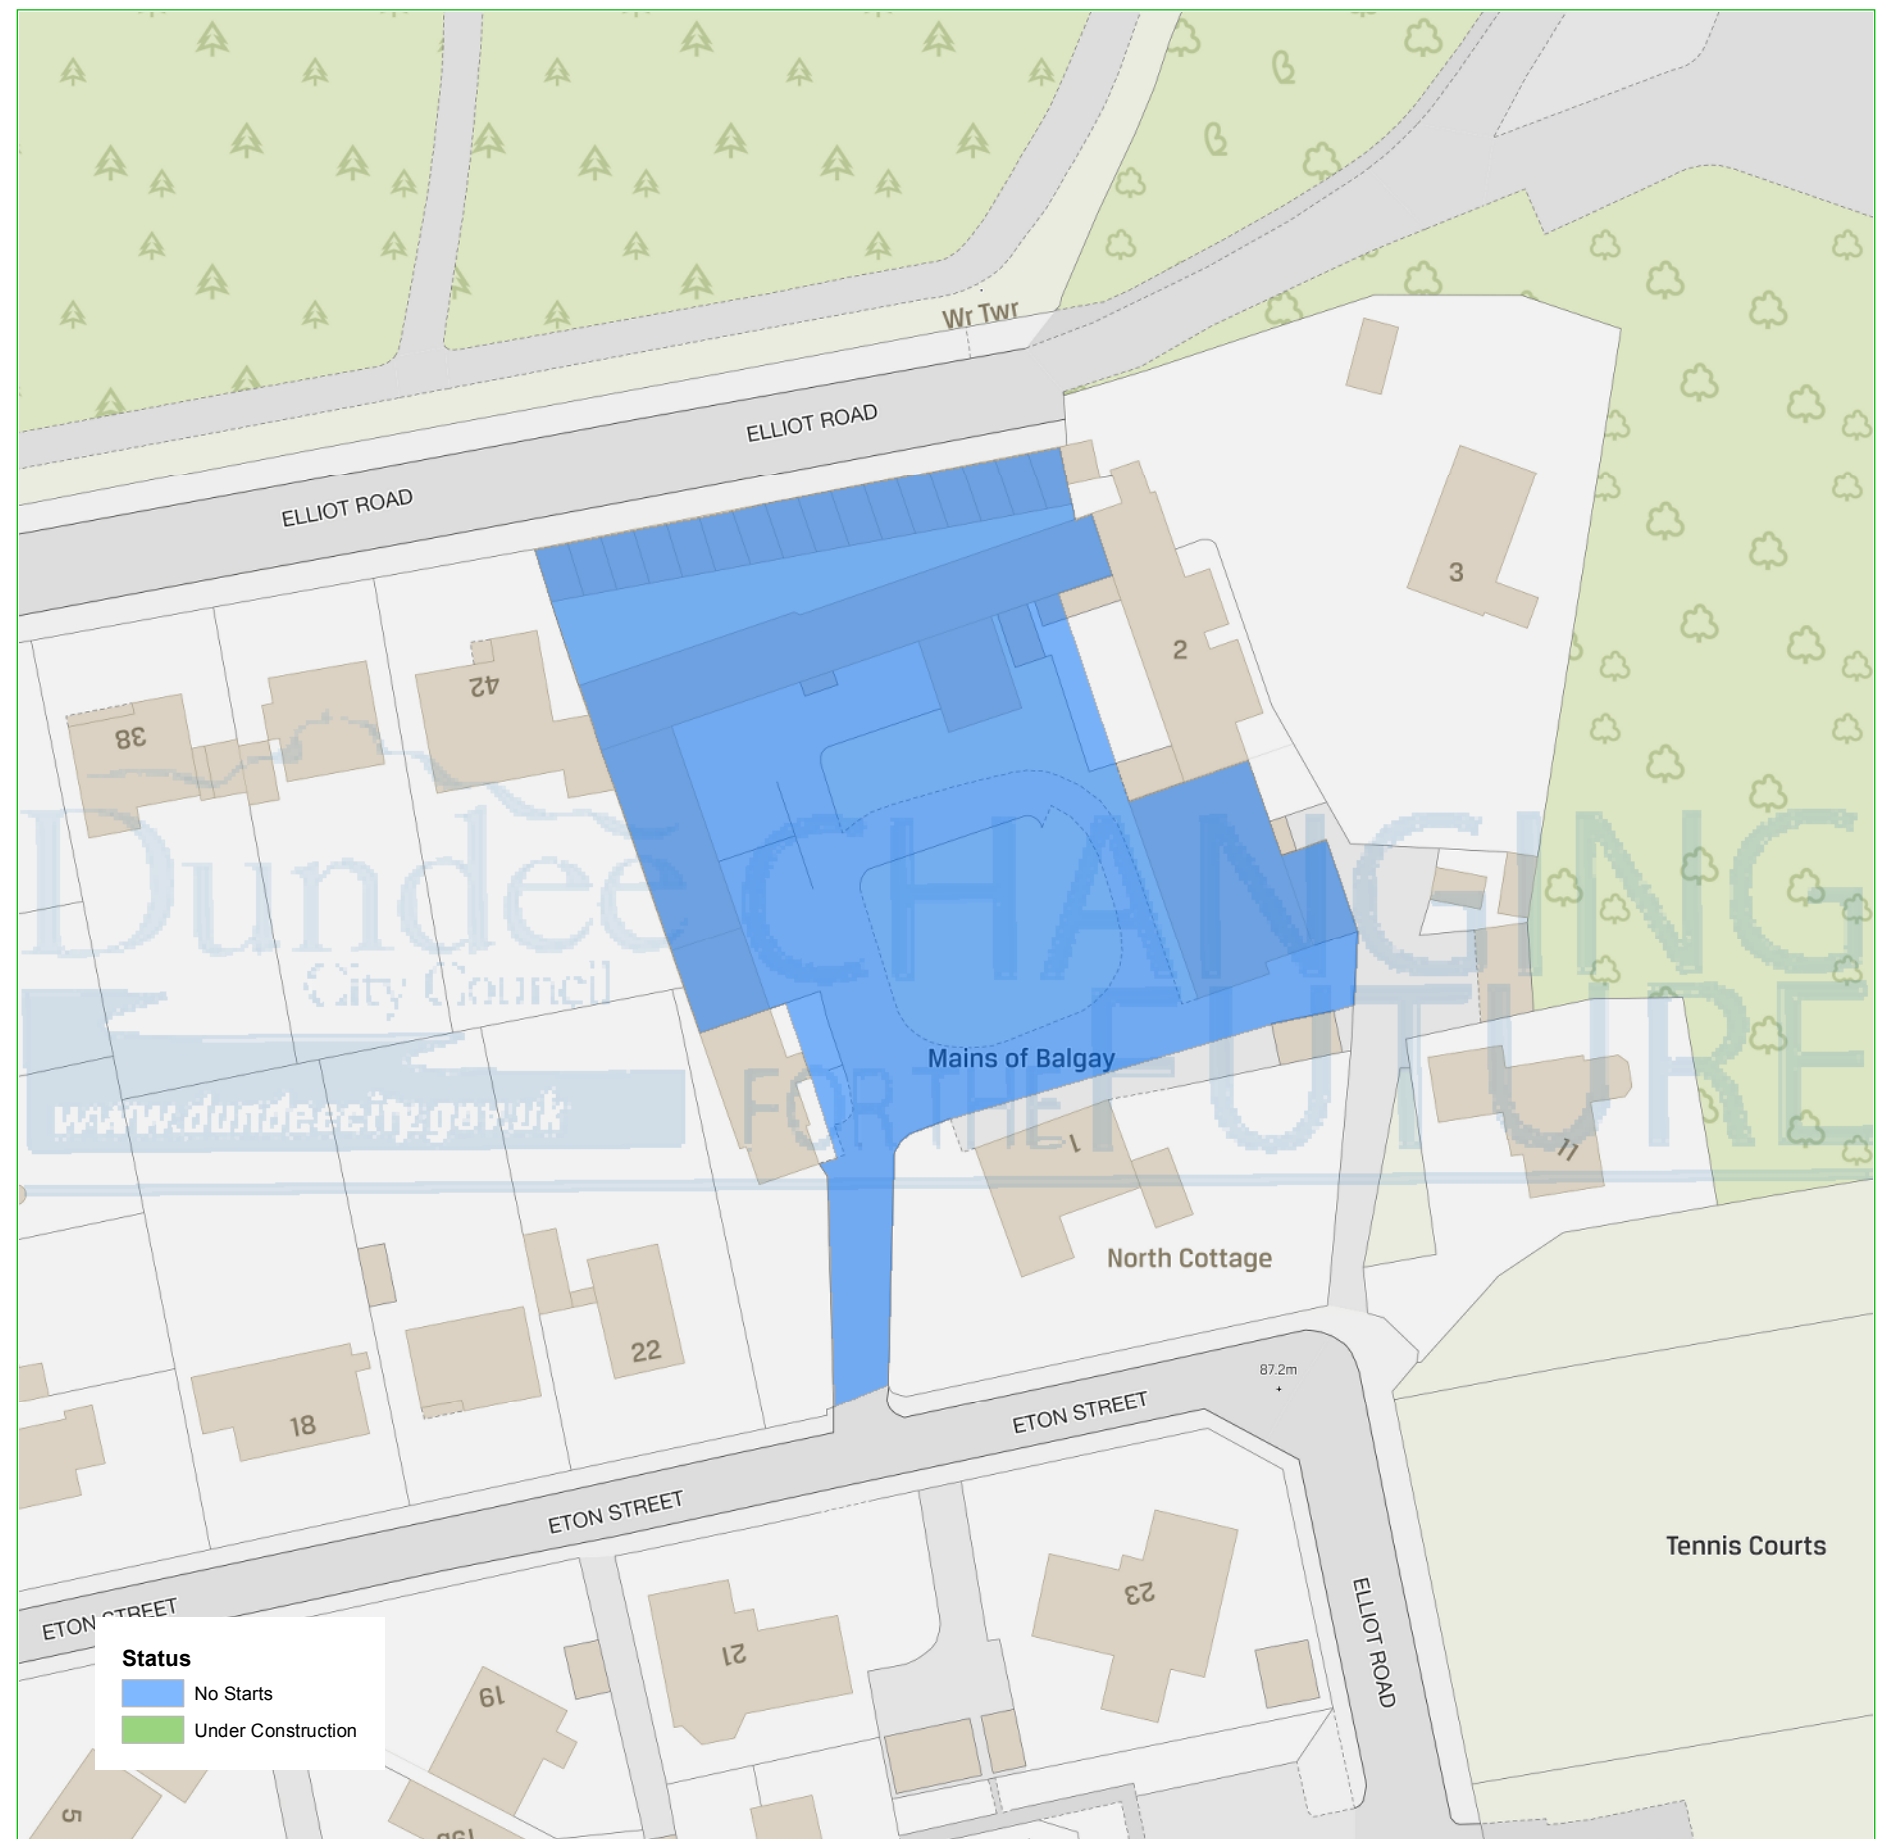 Wr Twr
ELLIOT ROAD
ELLIOT ROAD
3
2
42
38
Dundee
City Council
www.dundeecity.gov.uk
CHANGING
FOR THE FUTURE
Mains of Balgay
1
11
North Cottage
22
18
87.2m
ETON STREET
ETON STREET
ETON STREET
Tennis Courts
23
21
19
ELLIOT ROAD
Status
No Starts
Under Construction
5